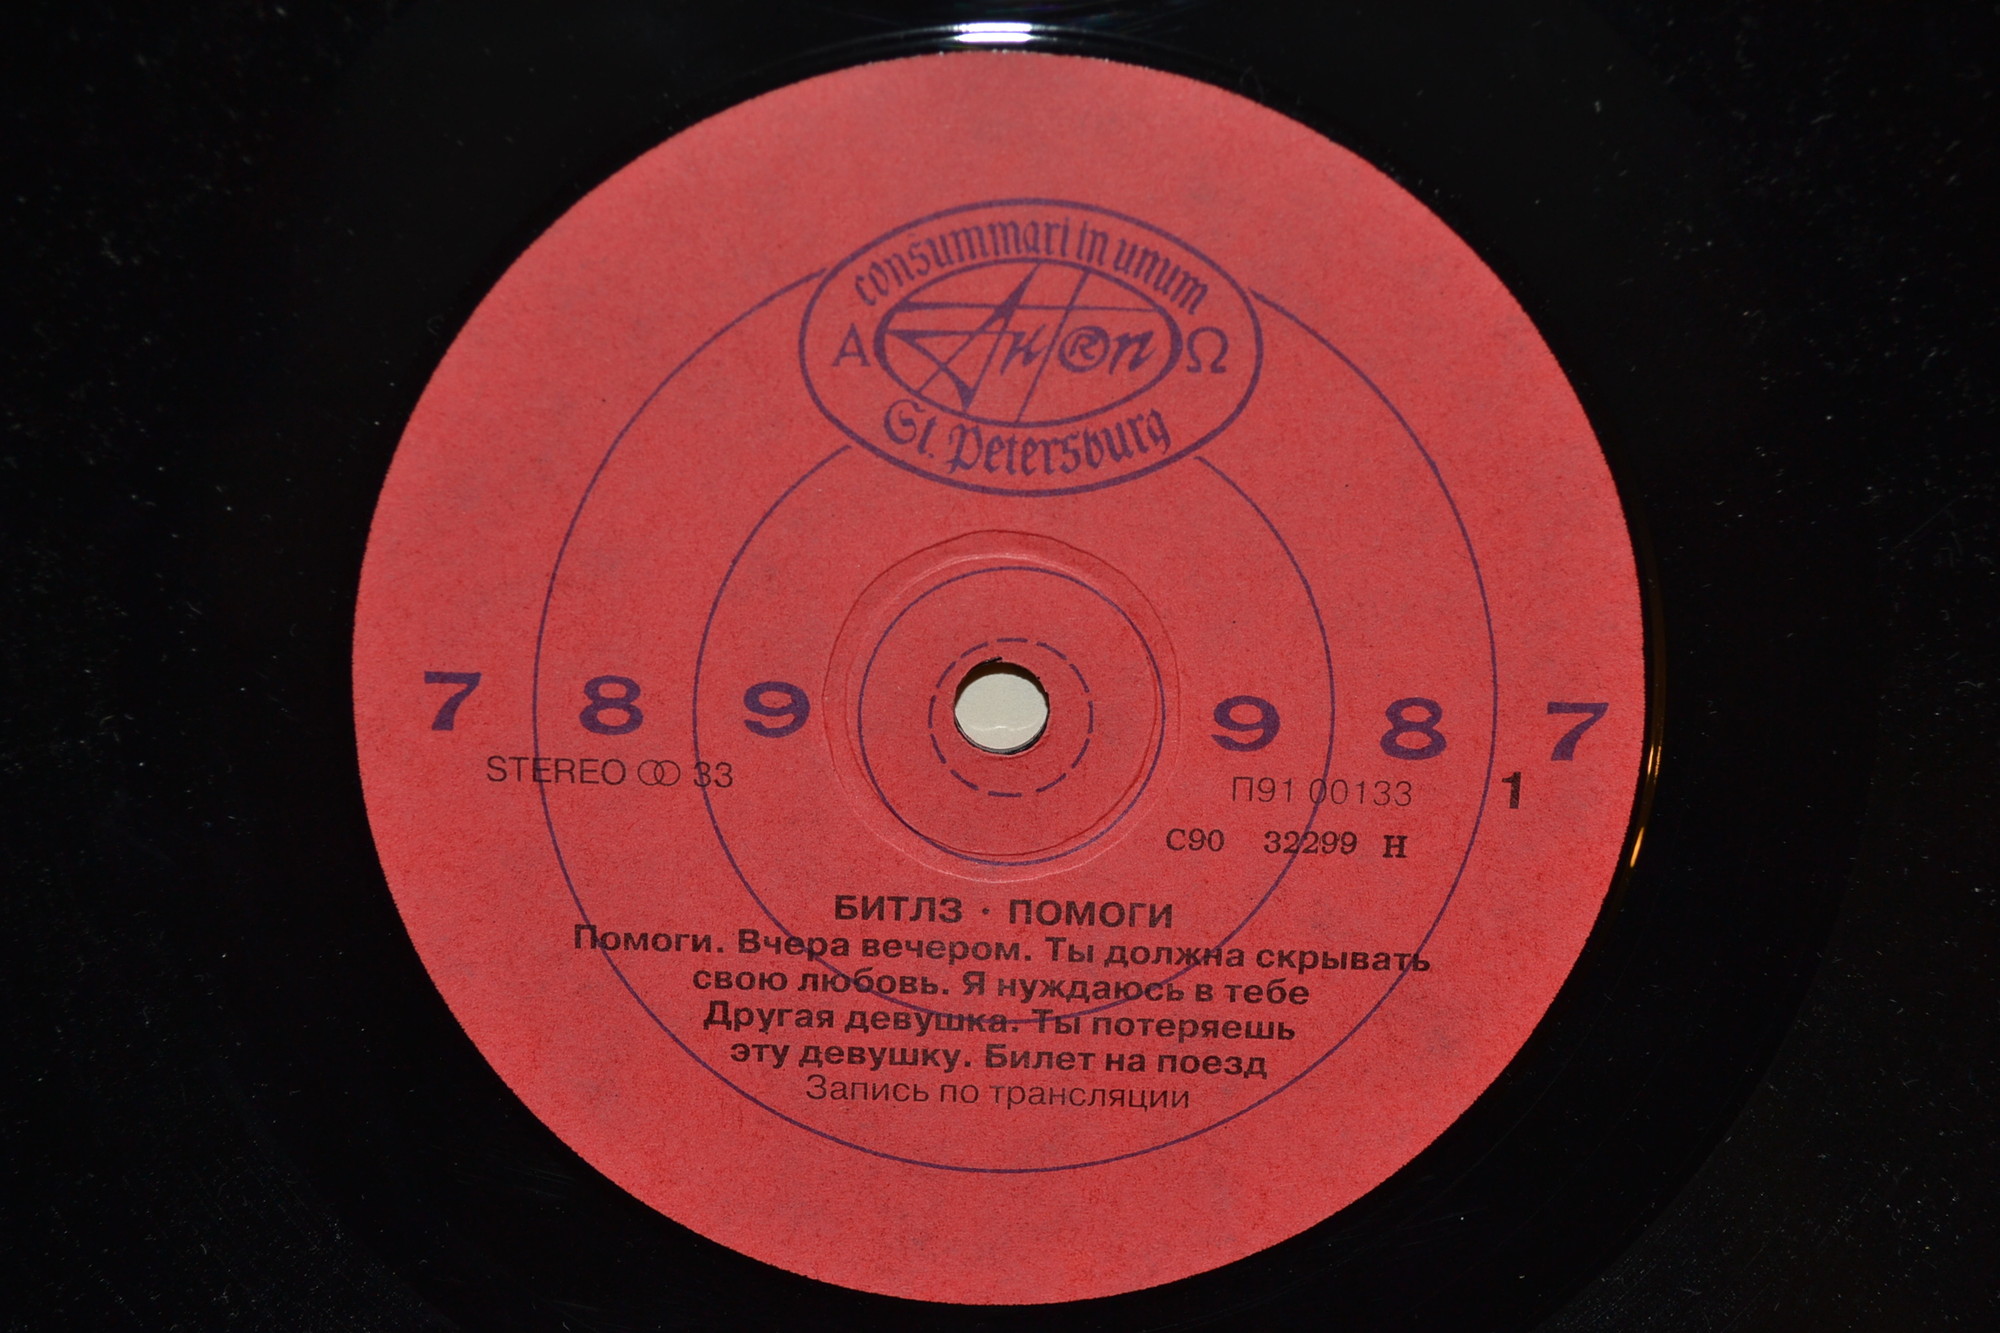 consummari in unum
Α АнТроп Ω
R
St. Petersburg
7 8 9 9 8 7
STEREO 33 П91 00133 1
С90 32299 Н
БИТЛЗ · ПОМОГИ
Помоги. Вчера вечером. Ты должна скрывать
свою любовь. Я нуждаюсь в тебе
Другая девушка. Ты потеряешь
эту девушку. Билет на поезд
Запись по трансляции